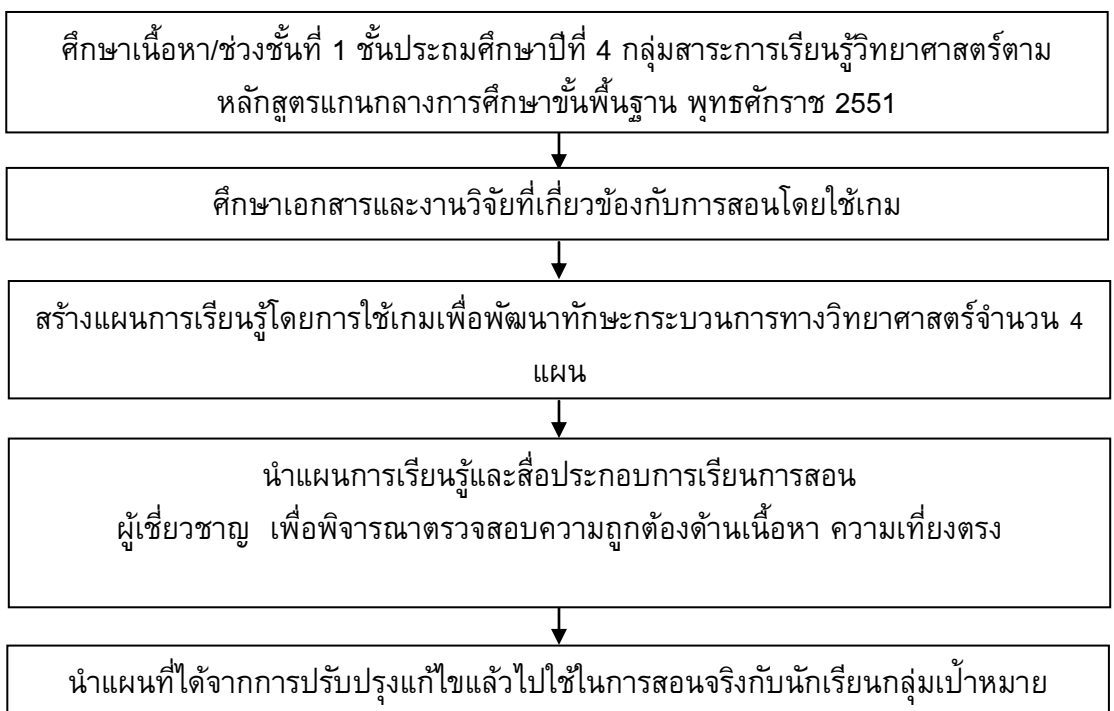 ศึกษาเนื้อหา/ช่วงชั้นที่ 1 ชั้นประถมศึกษาปีที่ 4 กลุ่มสาระการเรียนรู้วิทยาศาสตร์ตาม
หลักสูตรแกนกลางการศึกษาขั้นพื้นฐาน พุทธศักราช 2551
ศึกษาเอกสารและงานวิจัยที่เกี่ยวข้องกับการสอนโดยใช้เกม
สร้างแผนการเรียนรู้โดยการใช้เกมเพื่อพัฒนาทักษะกระบวนการทางวิทยาศาสตร์จำนวน 4
แผน
นำแผนการเรียนรู้และสื่อประกอบการเรียนการสอน
ผู้เชี่ยวชาญ เพื่อพิจารณาตรวจสอบความถูกต้องด้านเนื้อหา ความเที่ยงตรง
นำแผนที่ได้จากการปรับปรุงแก้ไขแล้วไปใช้ในการสอนจริงกับนักเรียนกลุ่มเป้าหมาย